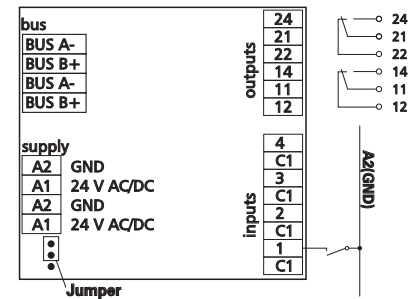 bus
BUS A-
BUS B+
BUS A-
BUS B+
supply
A2 GND
A1 24 V AC/DC
A2 GND
A1 24 V AC/DC
Jumper
outputs
24
21
22
14
11
12
inputs
4
C1
3
C1
2
C1
1
C1
24
21
22
14
11
12
A2(GND)